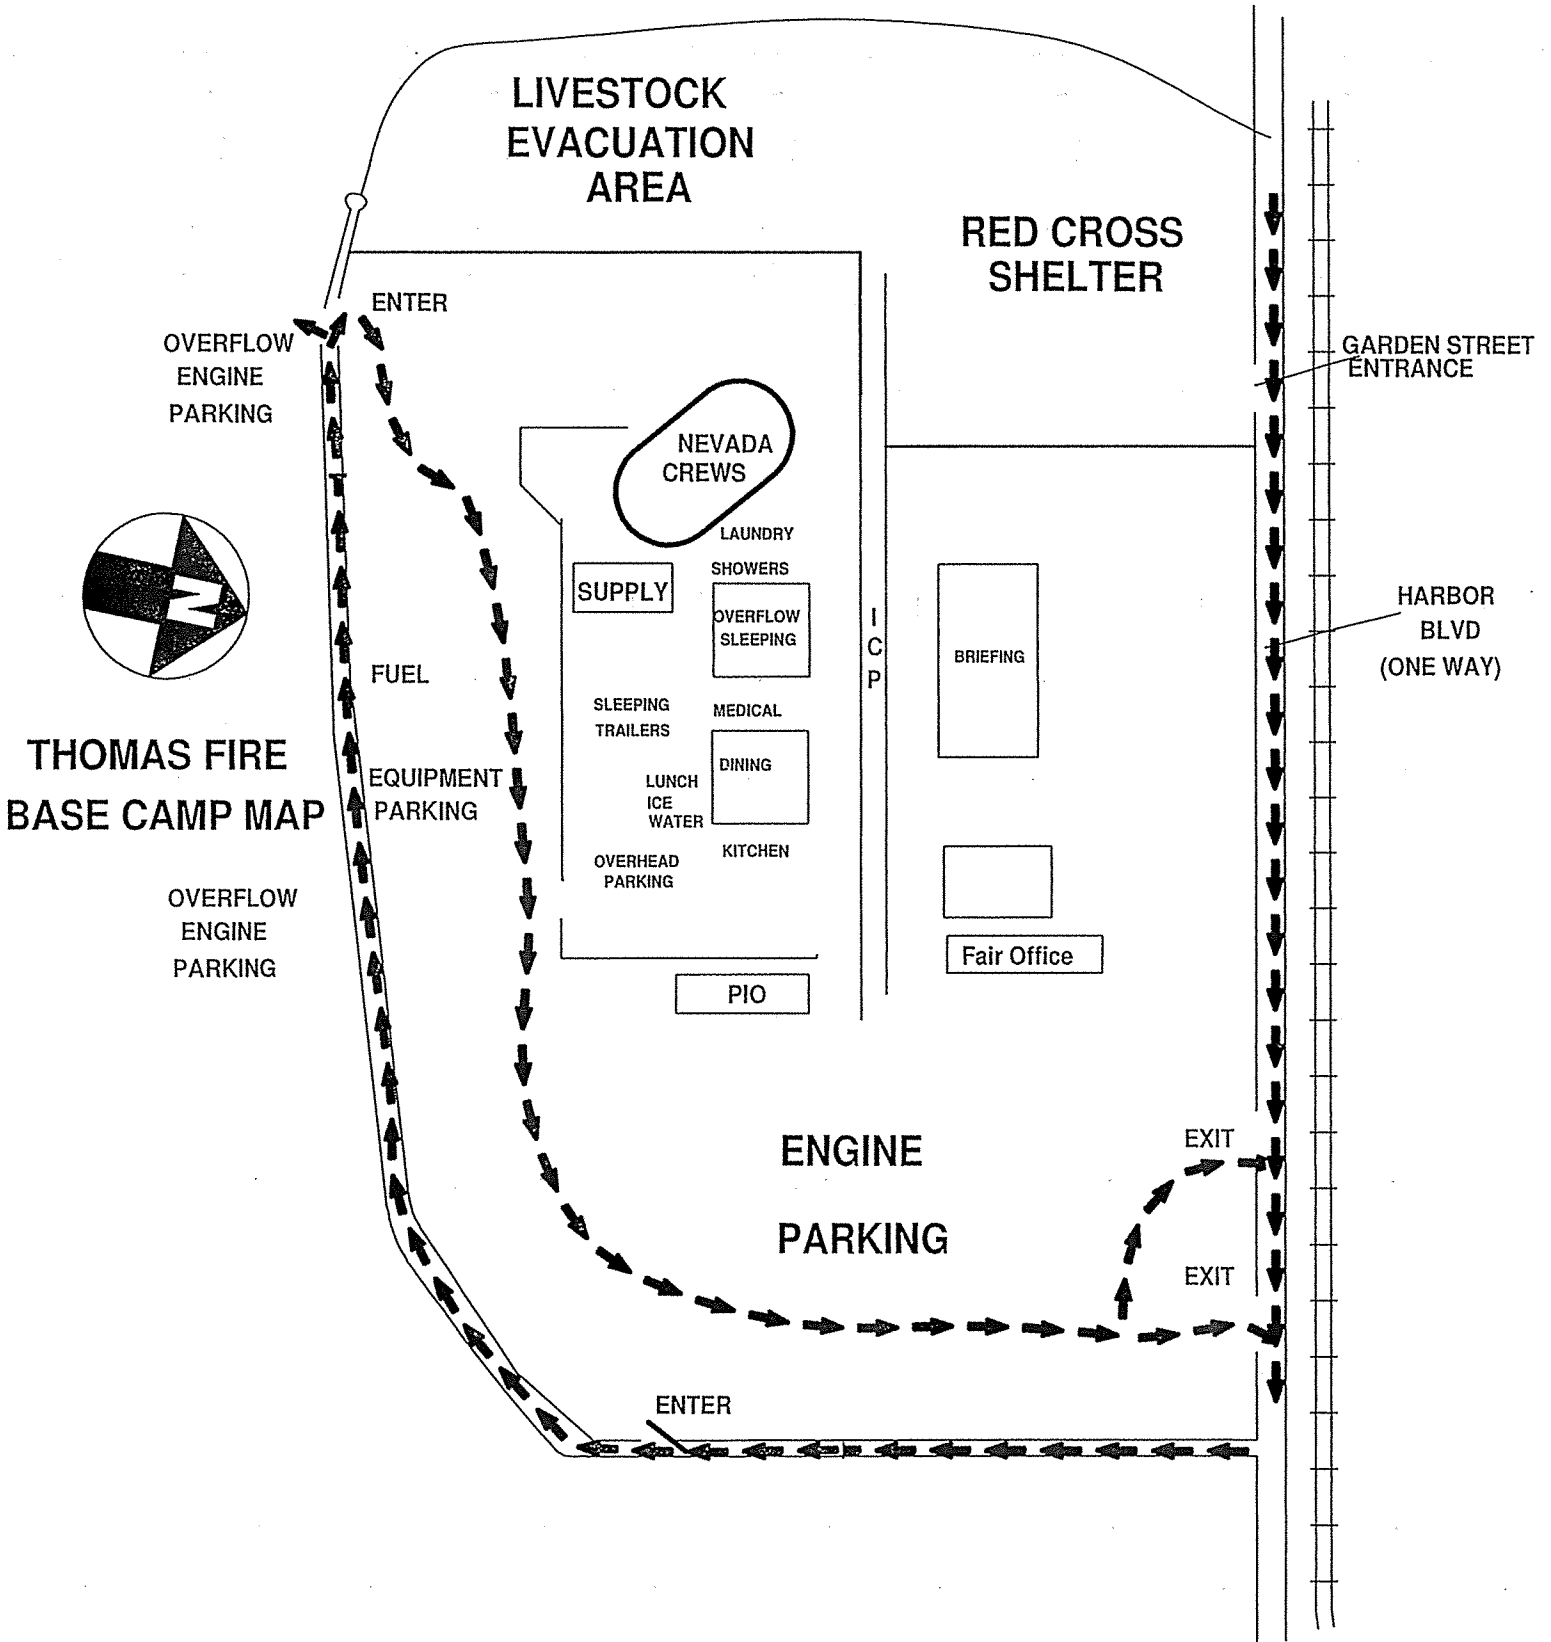 LIVESTOCK
EVACUATION
AREA
RED CROSS
SHELTER
ENTER
OVERFLOW
ENGINE
PARKING
GARDEN STREET
ENTRANCE
NEVADA
CREWS
LAUNDRY
SHOWERS
SUPPLY
OVERFLOW
SLEEPING
I
C
P
BRIEFING
HARBOR
BLVD
(ONE WAY)
N
FUEL
SLEEPING
TRAILERS
MEDICAL
THOMAS FIRE
BASE CAMP MAP
EQUIPMENT
PARKING
DINING
LUNCH
ICE
WATER
KITCHEN
OVERHEAD
PARKING
OVERFLOW
ENGINE
PARKING
Fair Office
PIO
ENGINE
PARKING
EXIT
EXIT
ENTER